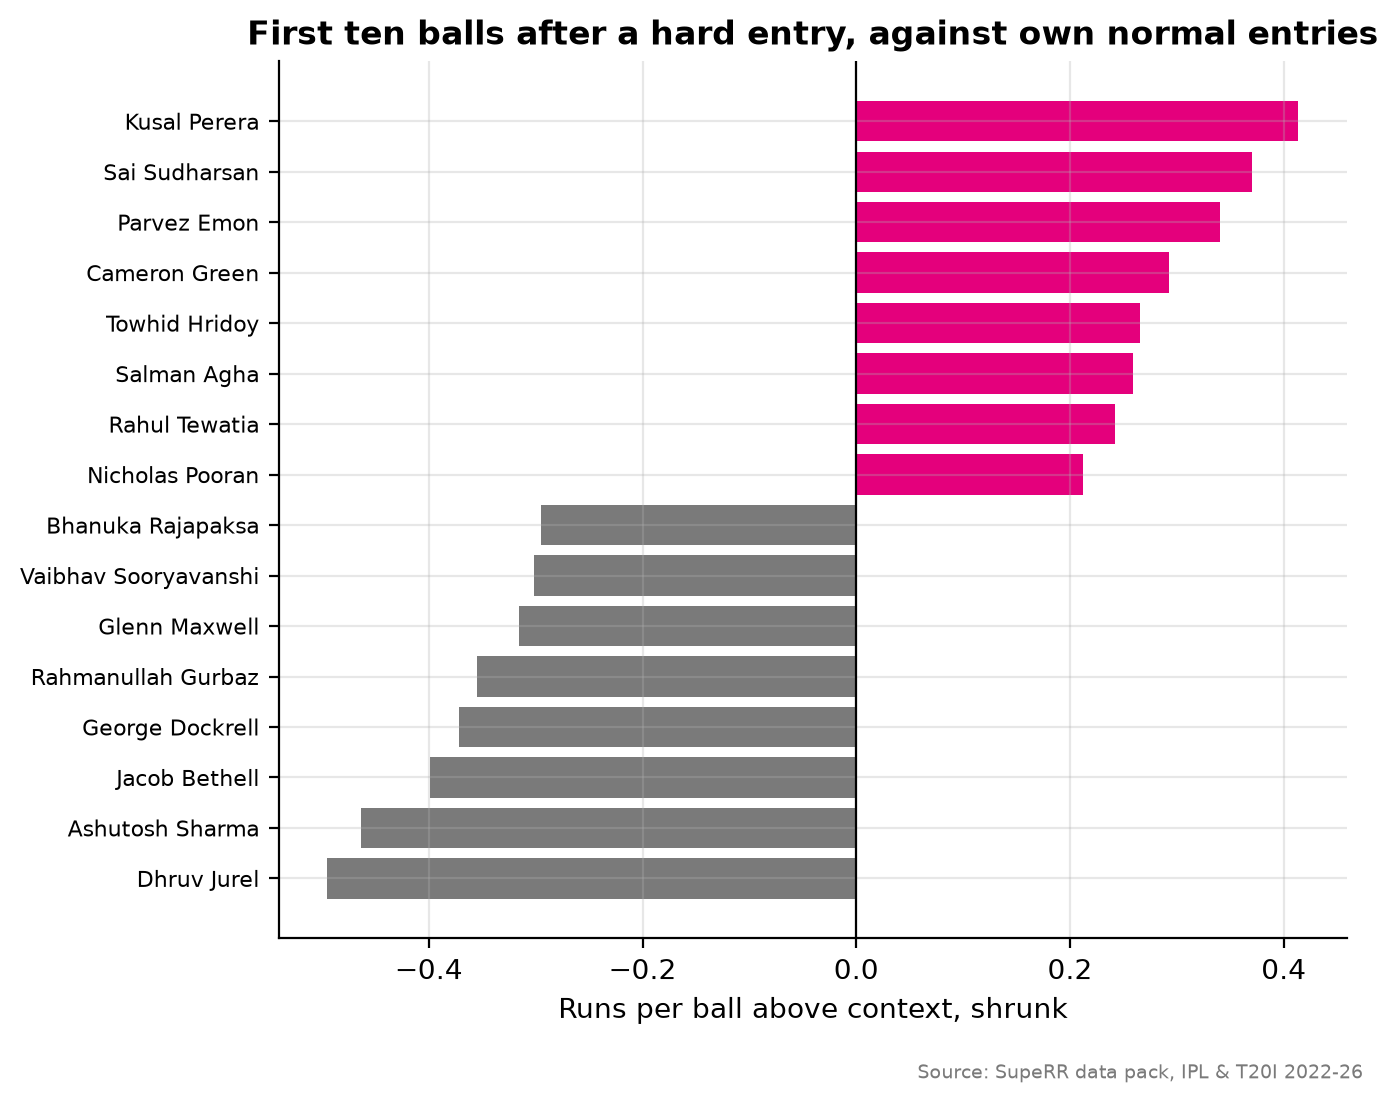 First ten balls after a hard entry, against own normal entries
Kusal Perera
Sai Sudharsan
Parvez Emon
Cameron Green
Towhid Hridoy
Salman Agha
Rahul Tewatia
Nicholas Pooran
Bhanuka Rajapaksa
Vaibhav Sooryavanshi
Glenn Maxwell
Rahmanullah Gurbaz
George Dockrell
Jacob Bethell
Ashutosh Sharma
Dhruv Jurel
−0.4 −0.2 0.0 0.2 0.4
Runs per ball above context, shrunk
Source: SupeRR data pack, IPL & T20I 2022-26